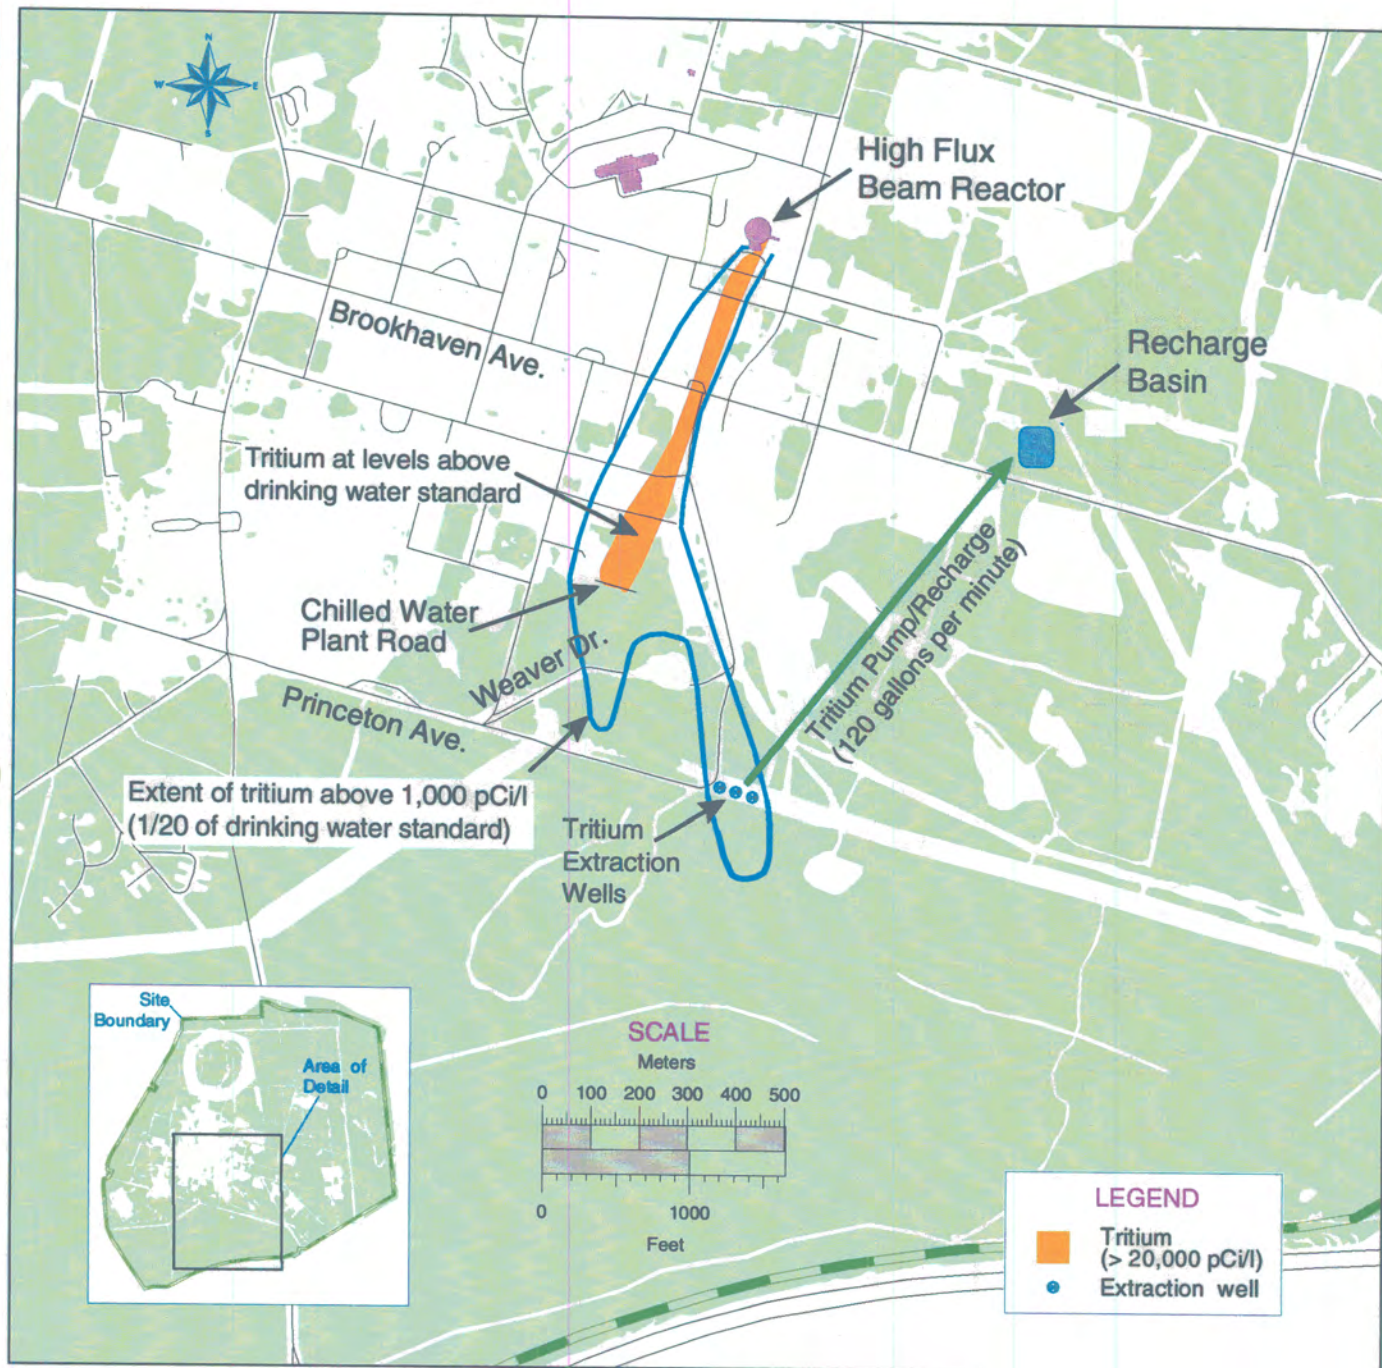 N
W
E
S
High Flux
Beam Reactor
Brookhaven Ave.
Recharge
Basin
Tritium at levels above
drinking water standard
Tritium Pump/Recharge
(120 gallons per minute)
Chilled Water
Plant Road
Weaver Dr.
Princeton Ave.
Extent of tritium above 1,000 pCi/l
(1/20 of drinking water standard)
Tritium
Extraction
Wells
Site
Boundary
Area of
Detail
SCALE
Meters
0 100 200 300 400 500
0 1000
Feet
LEGEND
Tritium
(> 20,000 pCi/l)
Extraction well